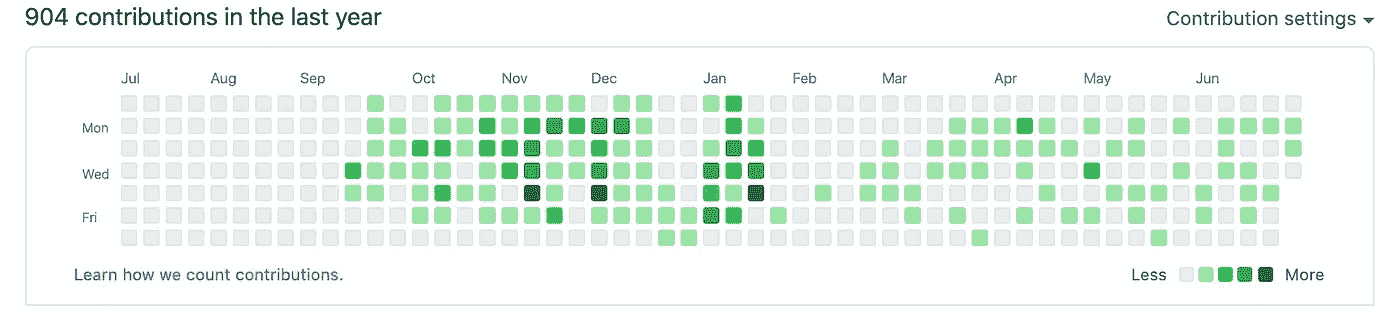 904 contributions in the last year
Contribution settings
Jul Aug Sep Oct Nov Dec Jan Feb Mar Apr May Jun
Mon
Wed
Fri
Learn how we count contributions.
Less More